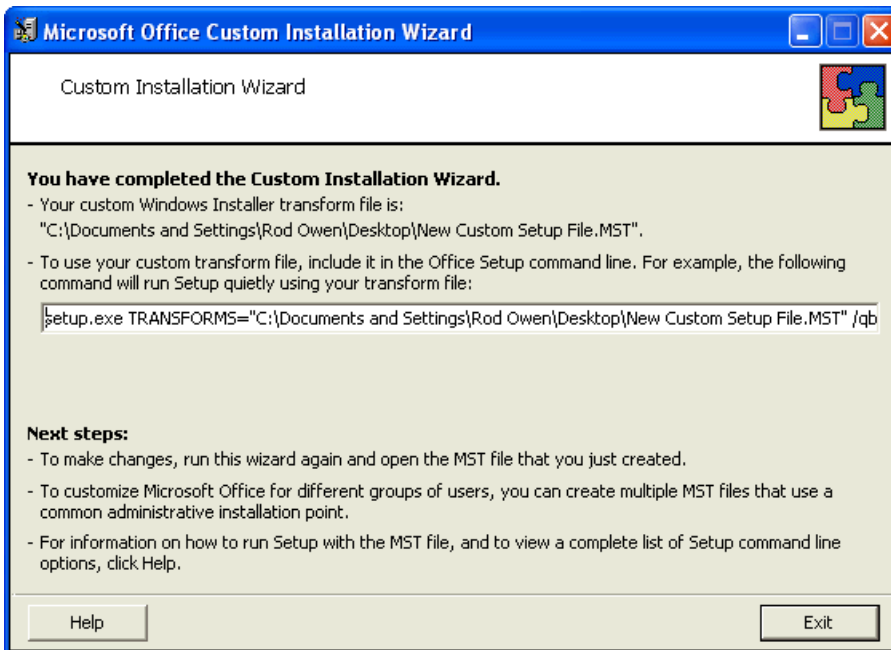 Microsoft Office Custom Installation Wizard
Custom Installation Wizard
You have completed the Custom Installation Wizard.
- Your custom Windows Installer transform file is:
"C:\Documents and Settings\Rod Owen\Desktop\New Custom Setup File.MST".
- To use your custom transform file, include it in the Office Setup command line. For example, the following
command will run Setup quietly using your transform file:
setup.exe TRANSFORMS="C:\Documents and Settings\Rod Owen\Desktop\New Custom Setup File.MST" /qb
Next steps:
- To make changes, run this wizard again and open the MST file that you just created.
- To customize Microsoft Office for different groups of users, you can create multiple MST files that use a
common administrative installation point.
- For information on how to run Setup with the MST file, and to view a complete list of Setup command line
options, click Help.
Help
Exit